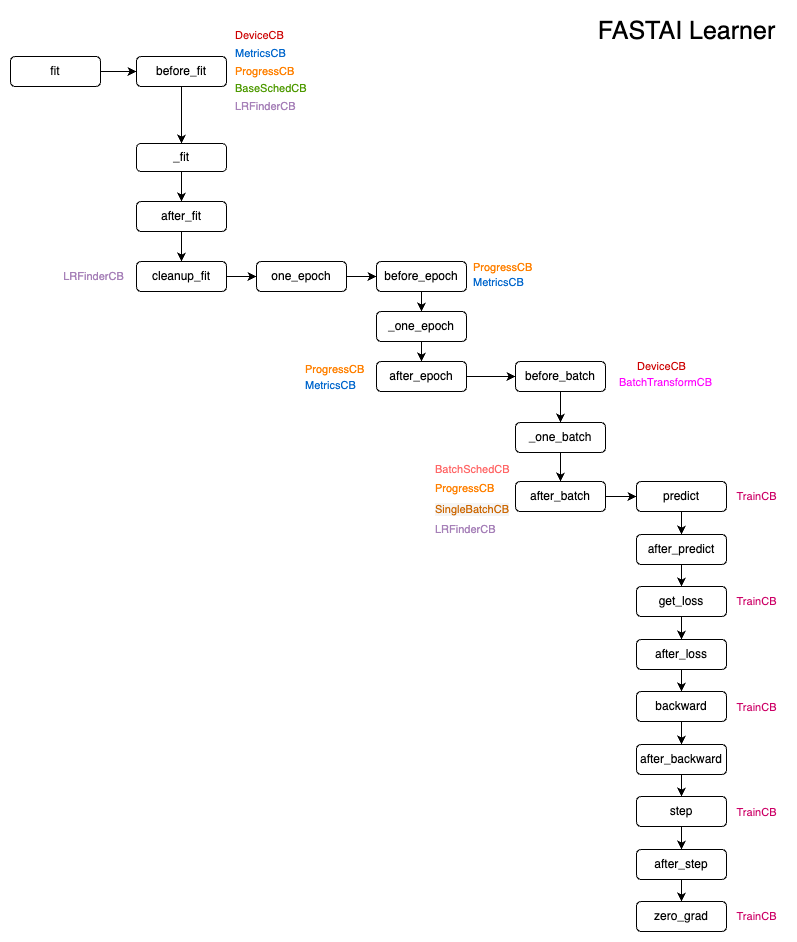 FASTAI Learner
fit
before_fit
DeviceCB
MetricsCB
ProgressCB
BaseSchedCB
LRFinderCB
_fit
after_fit
LRFinderCB
cleanup_fit
one_epoch
before_epoch
ProgressCB
MetricsCB
_one_epoch
ProgressCB
MetricsCB
after_epoch
before_batch
DeviceCB
BatchTransformCB
_one_batch
BatchSchedCB
ProgressCB
SingleBatchCB
LRFinderCB
after_batch
predict
TrainCB
after_predict
get_loss
TrainCB
after_loss
backward
TrainCB
after_backward
step
TrainCB
after_step
zero_grad
TrainCB